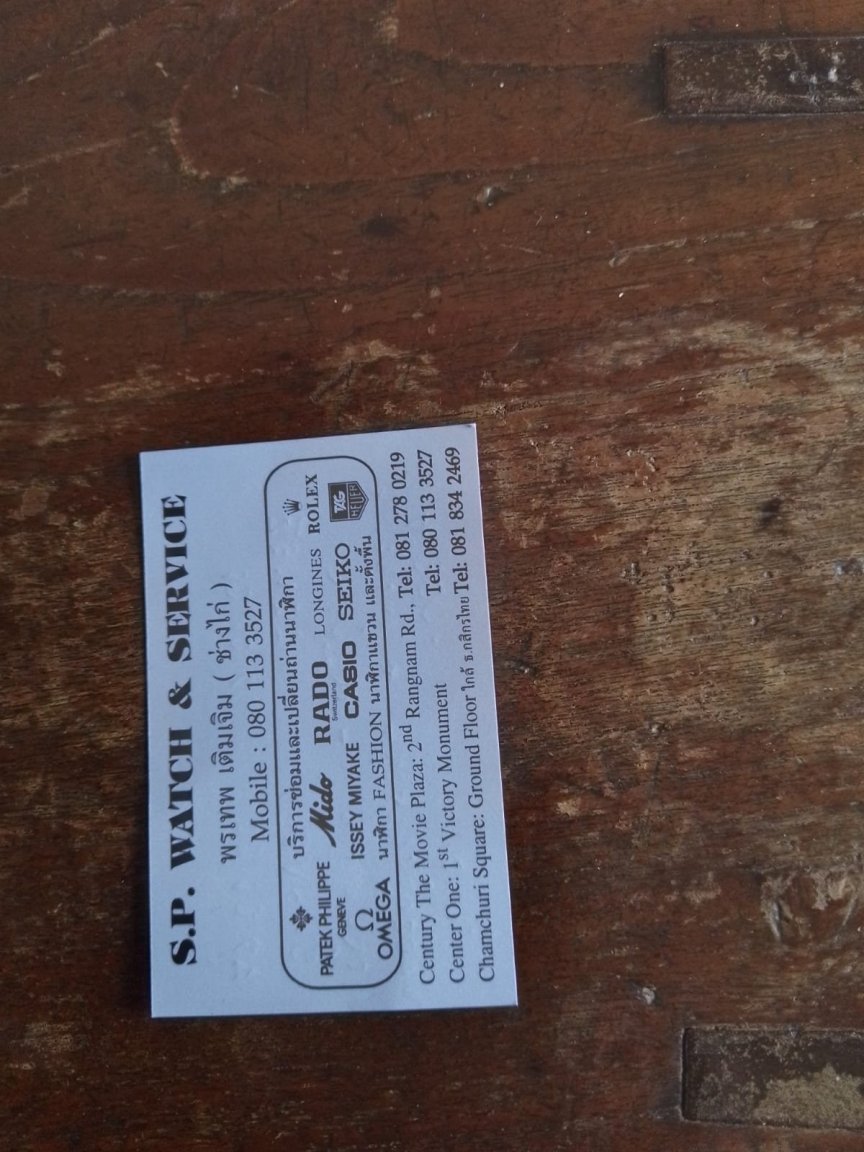 S.P. WATCH & SERVICE
พรเทพ เติมเจิม ( ช่างไก่ )
Mobile : 080 113 3527
บริการซ่อมและเปลี่ยนถ่านนาฬิกา
PATEK PHILIPPE GENEVE Mido RADO Switzerland LONGINES ROLEX
Ω OMEGA ISSEY MIYAKE CASIO SEIKO TAG HEUER
นาฬิกา FASHION นาฬิกาแขวน และตั้งพื้น
Century The Movie Plaza: 2nd Rangnam Rd., Tel: 081 278 0219
Center One: 1st Victory Monument Tel: 080 113 3527
Chamchuri Square: Ground Floor ใกล้ ธ.กสิกรไทย Tel: 081 834 2469